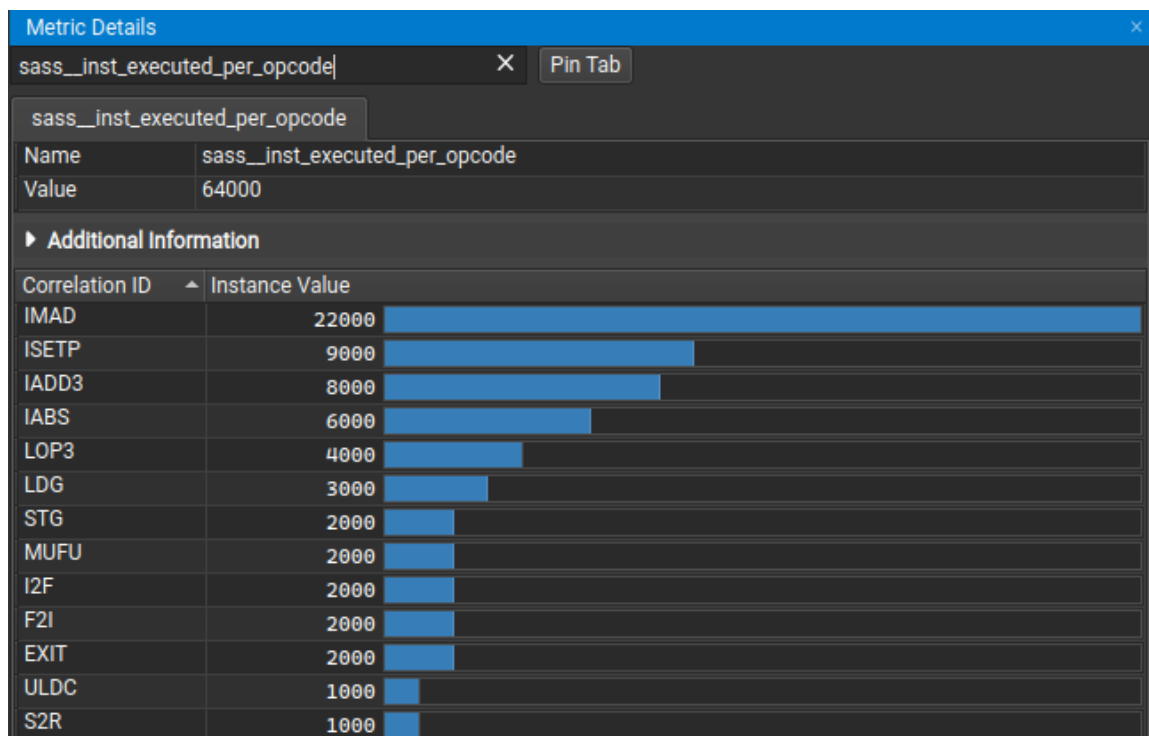 Metric Details ×
sass__inst_executed_per_opcode × Pin Tab
sass__inst_executed_per_opcode
Name sass__inst_executed_per_opcode
Value 64000
Additional Information
Correlation ID Instance Value
IMAD 22000
ISETP 9000
IADD3 8000
IABS 6000
LOP3 4000
LDG 3000
STG 2000
MUFU 2000
I2F 2000
F2I 2000
EXIT 2000
ULDC 1000
S2R 1000